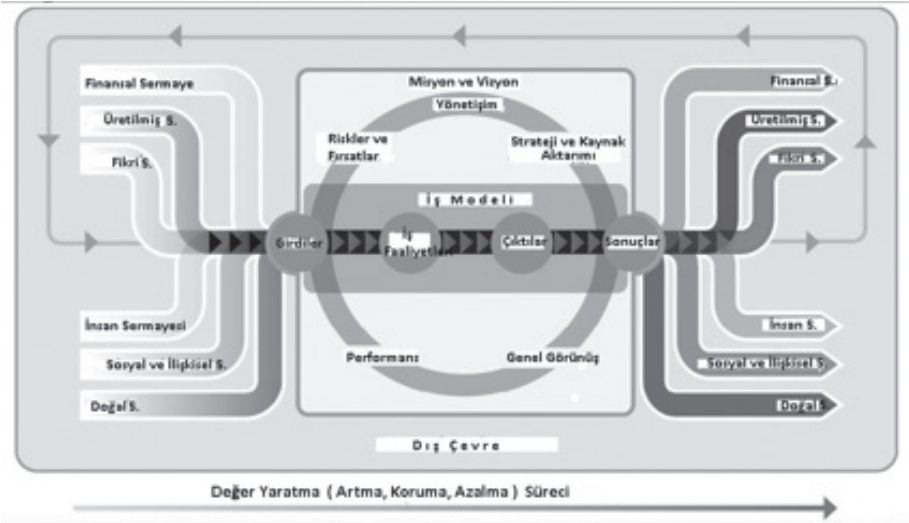 Finansal Sermaye
Üretilmiş S.
Fikri S.
İnsan Sermayesi
Sosyal ve İlişkisel S.
Doğal S.
Misyon ve Vizyon
Yönetişim
Riskler ve
Fırsatlar
Strateji ve Kaynak
Aktarımı
İş Modeli
Girdiler
İş
Faaliyetleri
Çıktılar
Sonuçlar
Performans
Genel Görünüş
Finansal S.
Üretilmiş S.
Fikri S.
İnsan S.
Sosyal ve İlişkisel S.
Doğal S.
Dış Çevre
Değer Yaratma ( Artma, Koruma, Azalma ) Süreci